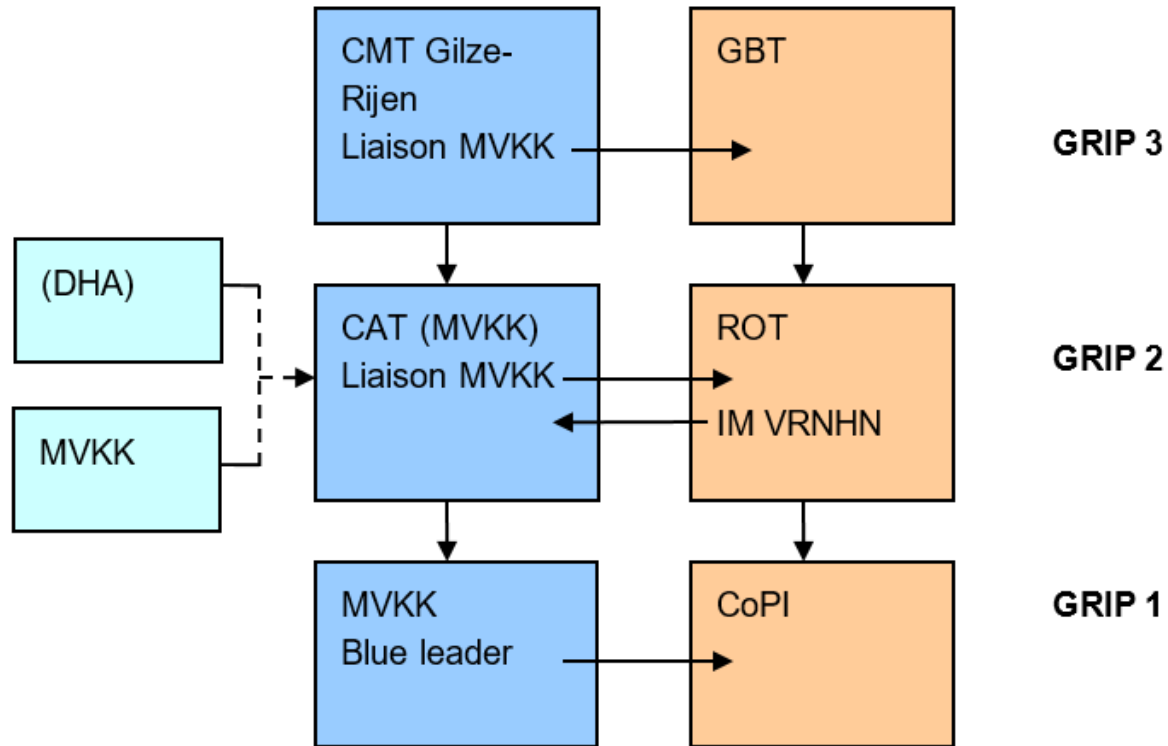 CMT Gilze-
Rijen
Liaison MVKK
GBT
GRIP 3
(DHA)
MVKK
CAT (MVKK)
Liaison MVKK
ROT
IM VRNHN
GRIP 2
MVKK
Blue leader
CoPI
GRIP 1